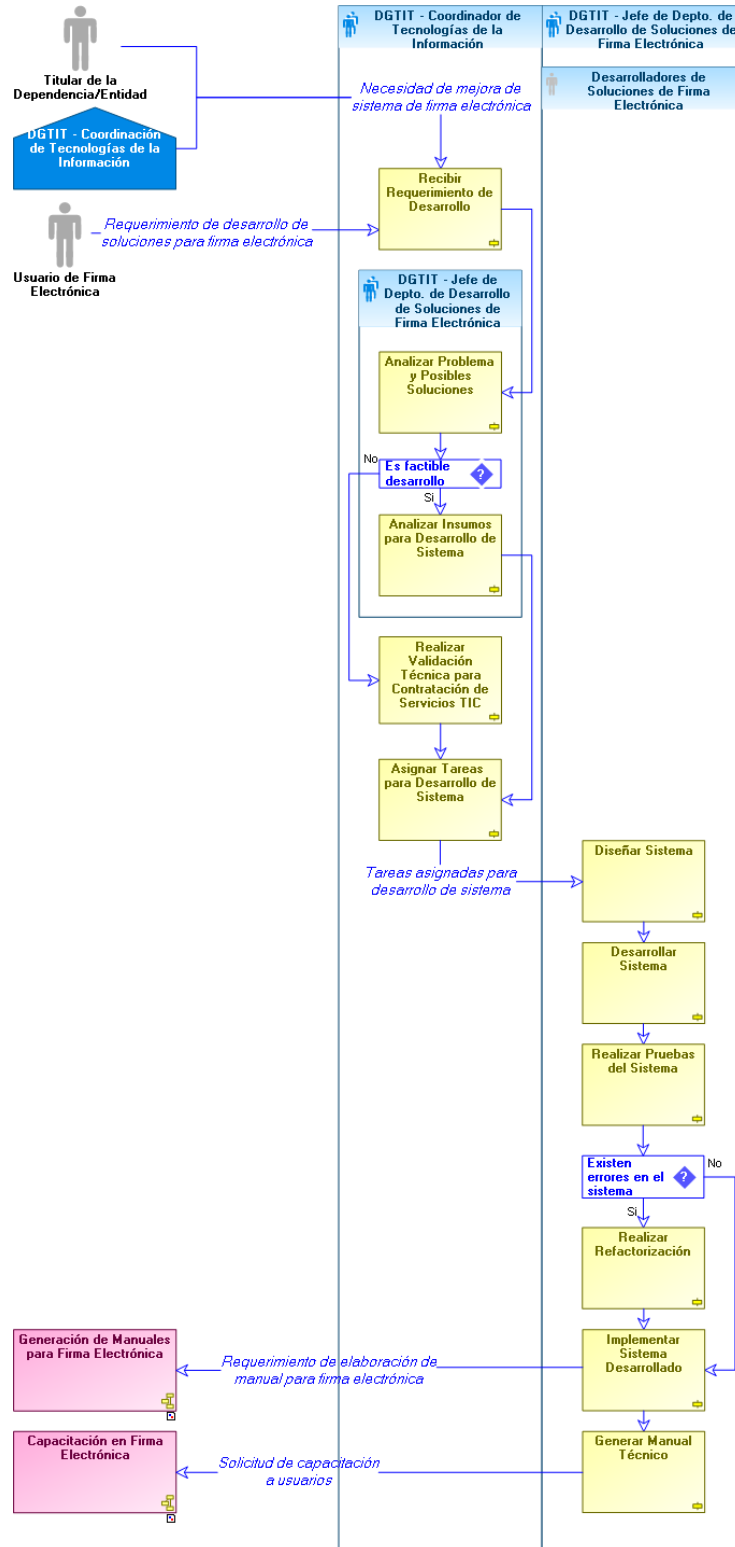 Titular de la
Dependencia/Entidad
DGTIT - Coordinación
de Tecnologías de la
Información
Usuario de Firma
Electrónica
DGTIT - Coordinador de
Tecnologías de la
Información
DGTIT - Jefe de Depto. de
Desarrollo de Soluciones de
Firma Electrónica
Desarrolladores de
Soluciones de Firma
Electrónica
Necesidad de mejora de
sistema de firma electrónica
Recibir
Requerimiento de
Desarrollo
Requerimiento de desarrollo de
soluciones para firma electrónica
DGTIT - Jefe de
Depto. de Desarrollo
de Soluciones de
Firma Electrónica
Analizar Problema
y Posibles
Soluciones
No
Es factible
desarrollo
Si
Analizar Insumos
para Desarrollo de
Sistema
Realizar
Validación
Técnica para
Contratación de
Servicios TIC
Asignar Tareas
para Desarrollo de
Sistema
Tareas asignadas para
desarrollo de sistema
Diseñar Sistema
Desarrollar
Sistema
Realizar Pruebas
del Sistema
Existen
errores en el
sistema
No
Si
Realizar
Refactorización
Implementar
Sistema
Desarrollado
Requerimiento de elaboración de
manual para firma electrónica
Generación de Manuales
para Firma Electrónica
Generar Manual
Técnico
Solicitud de capacitación
a usuarios
Capacitación en Firma
Electrónica